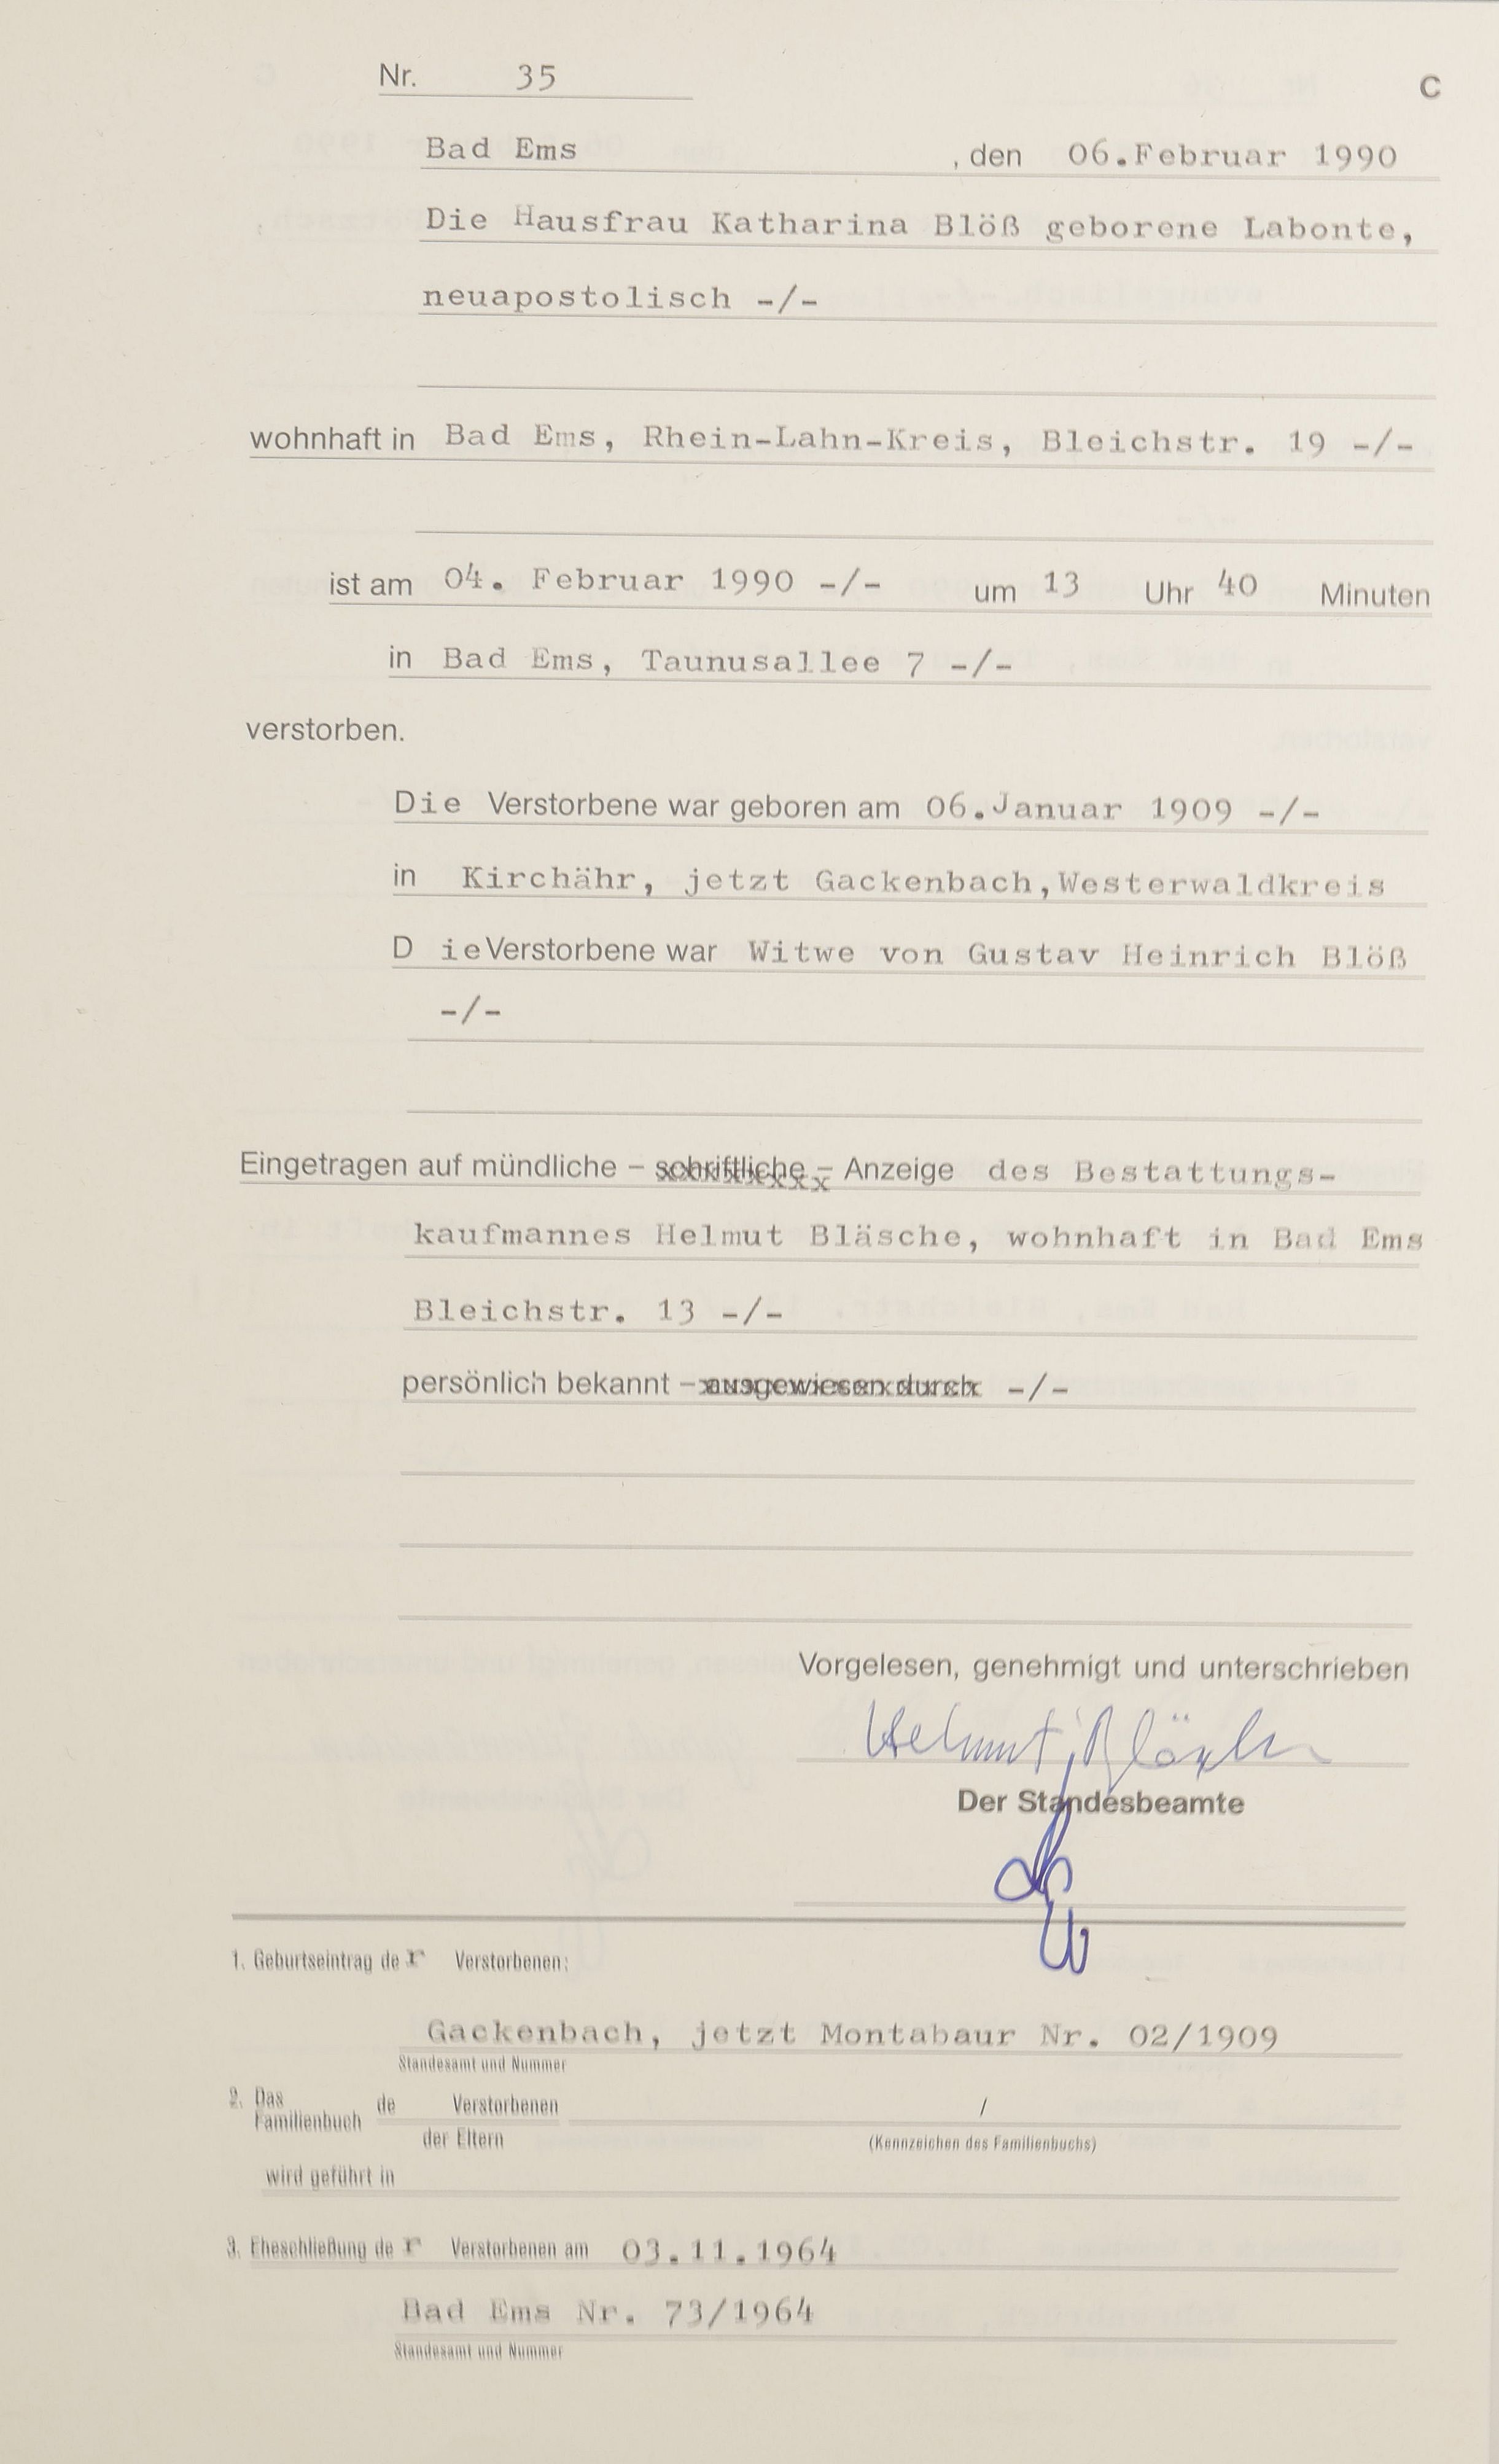 Nr. 35
C
Bad Ems , den 06.Februar 1990
Die Hausfrau Katharina Blöß geborene Labonte,
neuapostolisch -/-
wohnhaft in Bad Ems, Rhein-Lahn-Kreis, Bleichstr. 19 -/-
ist am 04. Februar 1990 -/- um 13 Uhr 40 Minuten
in Bad Ems, Taunusallee 7 -/-
verstorben.
Die Verstorbene war geboren am 06.Januar 1909 -/-
in Kirchähr, jetzt Gackenbach,Westerwaldkreis
D ie Verstorbene war Witwe von Gustav Heinrich Blöß
-/-
Eingetragen auf mündliche – schriftliche – Anzeige des Bestattungs-
kaufmannes Helmut Bläsche, wohnhaft in Bad Ems
Bleichstr. 13 -/-
persönlich bekannt – ausgewiesen durch -/-
Vorgelesen, genehmigt und unterschrieben
Helmut Bläsche
Der Standesbeamte
1. Geburtseintrag de r Verstorbenen:
Gackenbach, jetzt Montabaur Nr. 02/1909
Standesamt und Nummer
2. Das Familienbuch de Verstorbenen /
der Eltern (Kennzeichen des Familienbuchs)
wird geführt in
3. Eheschließung de r Verstorbenen am 03.11.1964
Bad Ems Nr. 73/1964
Standesamt und Nummer